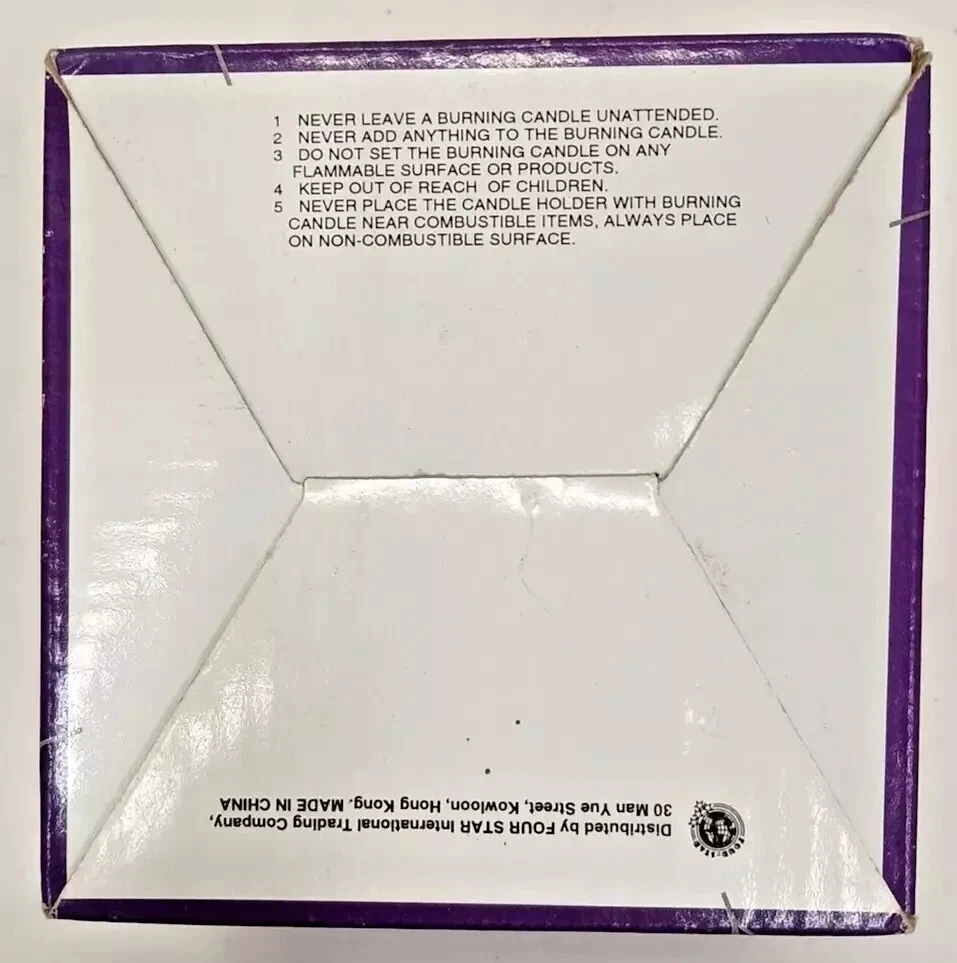 1 NEVER LEAVE A BURNING CANDLE UNATTENDED.
2 NEVER ADD ANYTHING TO THE BURNING CANDLE.
3 DO NOT SET THE BURNING CANDLE ON ANY
FLAMMABLE SURFACE OR PRODUCTS.
4 KEEP OUT OF REACH OF CHILDREN.
5 NEVER PLACE THE CANDLE HOLDER WITH BURNING
CANDLE NEAR COMBUSTIBLE ITEMS, ALWAYS PLACE
ON NON-COMBUSTIBLE SURFACE.
FOUR STAR
Distributed by FOUR STAR International Trading Company,
30 Man Yue Street, Kowloon, Hong Kong. MADE IN CHINA